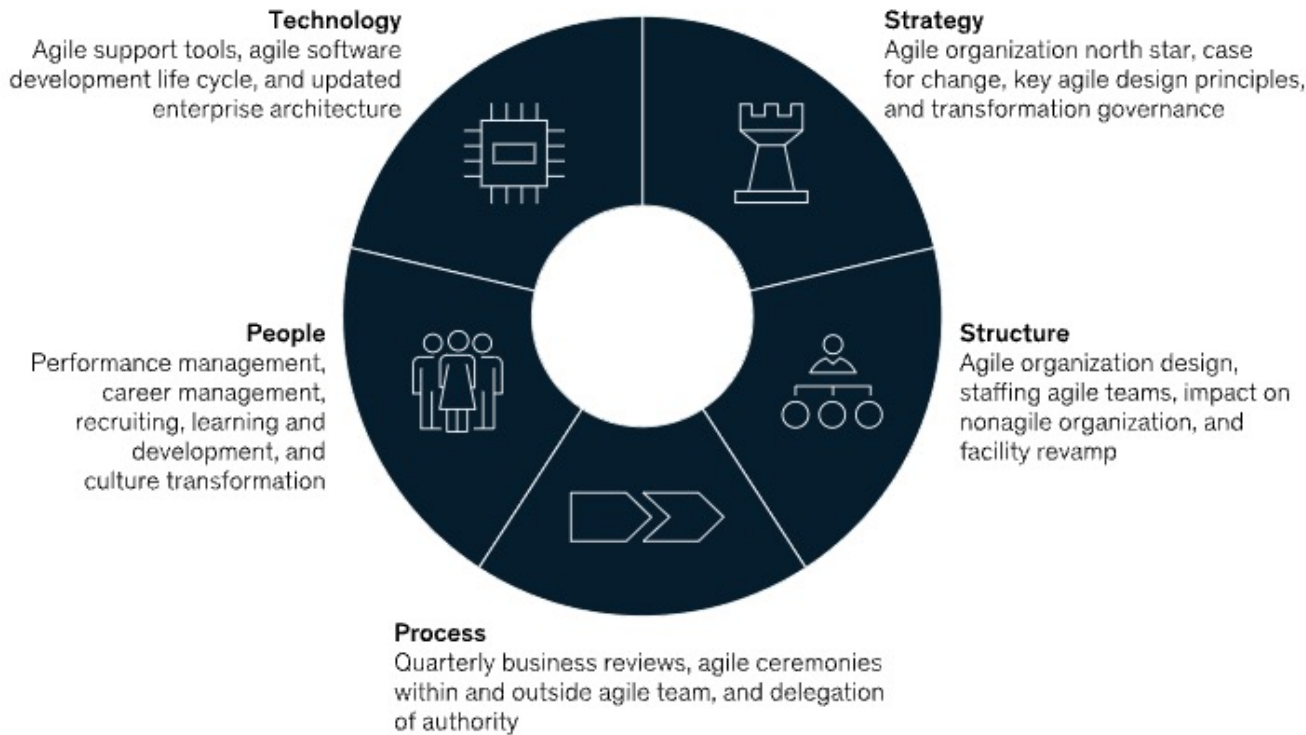 Technology
Agile support tools, agile software
development life cycle, and updated
enterprise architecture
Strategy
Agile organization north star, case
for change, key agile design principles,
and transformation governance
People
Performance management,
career management,
recruiting, learning and
development, and
culture transformation
Structure
Agile organization design,
staffing agile teams, impact on
nonagile organization, and
facility revamp
Process
Quarterly business reviews, agile ceremonies
within and outside agile team, and delegation
of authority